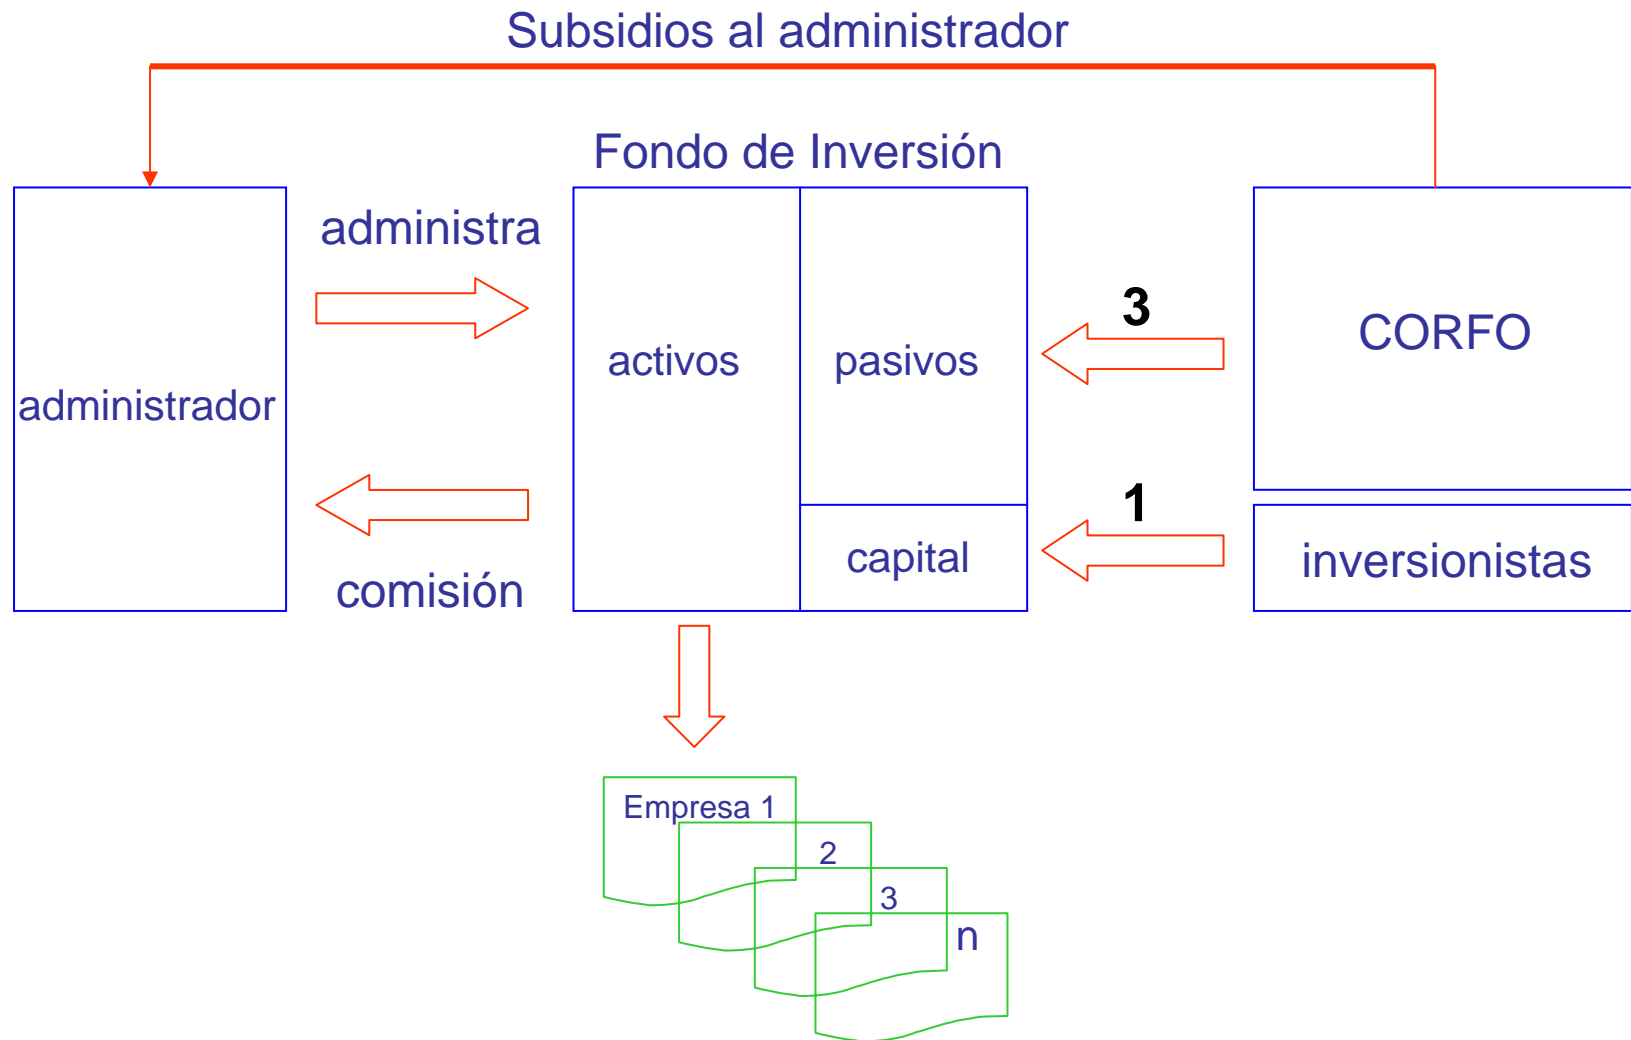 Subsidios al administrador
Fondo de Inversión
administra
3
CORFO
activos
pasivos
administrador
1
capital
inversionistas
comisión
Empresa 1
2
3
n